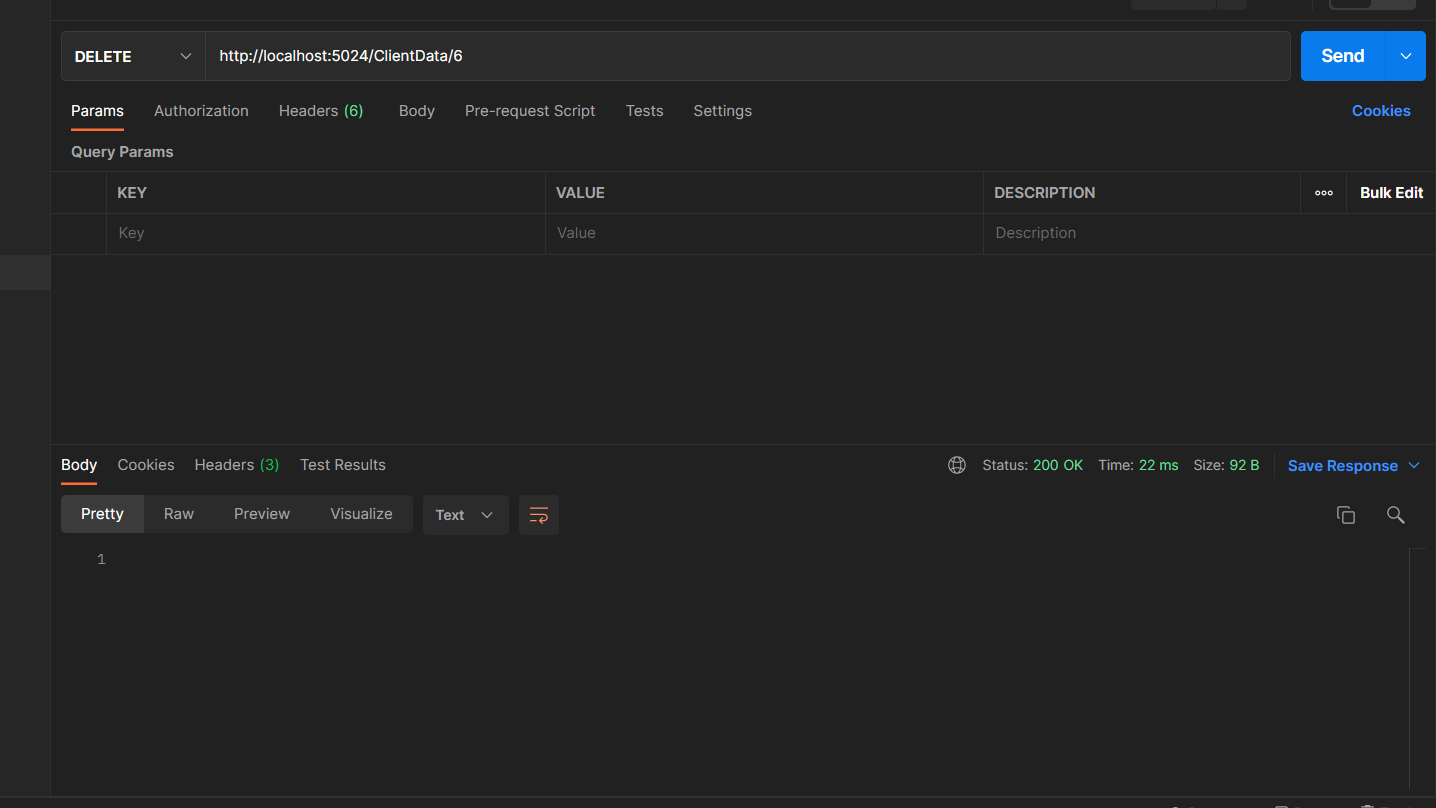 DELETE http://localhost:5024/ClientData/6 Send
Params Authorization Headers (6) Body Pre-request Script Tests Settings Cookies
Query Params
KEY VALUE DESCRIPTION Bulk Edit
Key Value Description
Body Cookies Headers (3) Test Results Status: 200 OK Time: 22 ms Size: 92 B Save Response
Pretty Raw Preview Visualize Text
1